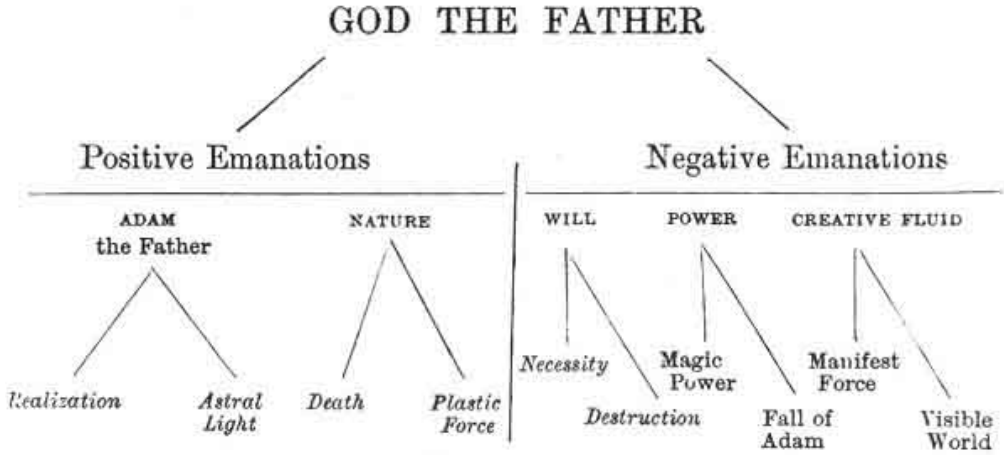 GOD THE FATHER
Positive Emanations
Negative Emanations
ADAM
the Father
NATURE
WILL
POWER
CREATIVE FLUID
Realization
Astral
Light
Death
Plastic
Force
Necessity
Destruction
Magic
Power
Fall of
Adam
Manifest
Force
Visible
World